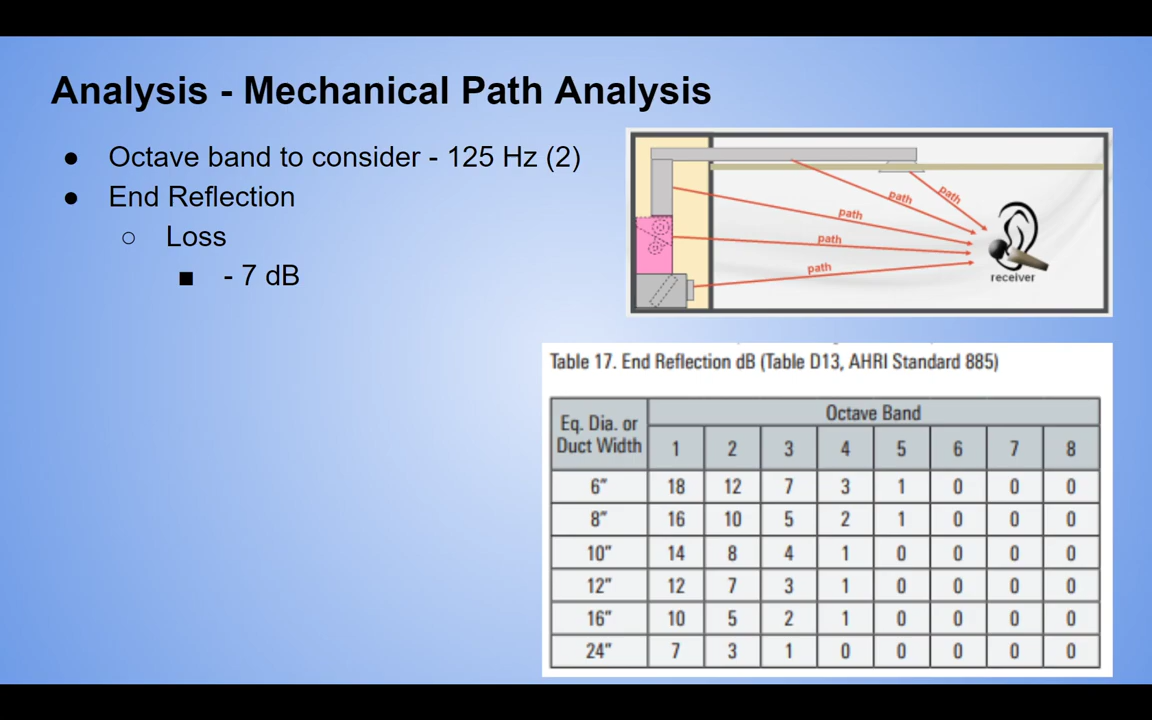 Analysis - Mechanical Path Analysis
● Octave band to consider - 125 Hz (2)
● End Reflection
○ Loss
■ - 7 dB
path
path
path
path
path
receiver
Table 17. End Reflection dB (Table D13, AHRI Standard 885)
Eq. Dia. or Duct Width Octave Band
1 2 3 4 5 6 7 8
6" 18 12 7 3 1 0 0 0
8" 16 10 5 2 1 0 0 0
10" 14 8 4 1 0 0 0 0
12" 12 7 3 1 0 0 0 0
16" 10 5 2 1 0 0 0 0
24" 7 3 1 0 0 0 0 0